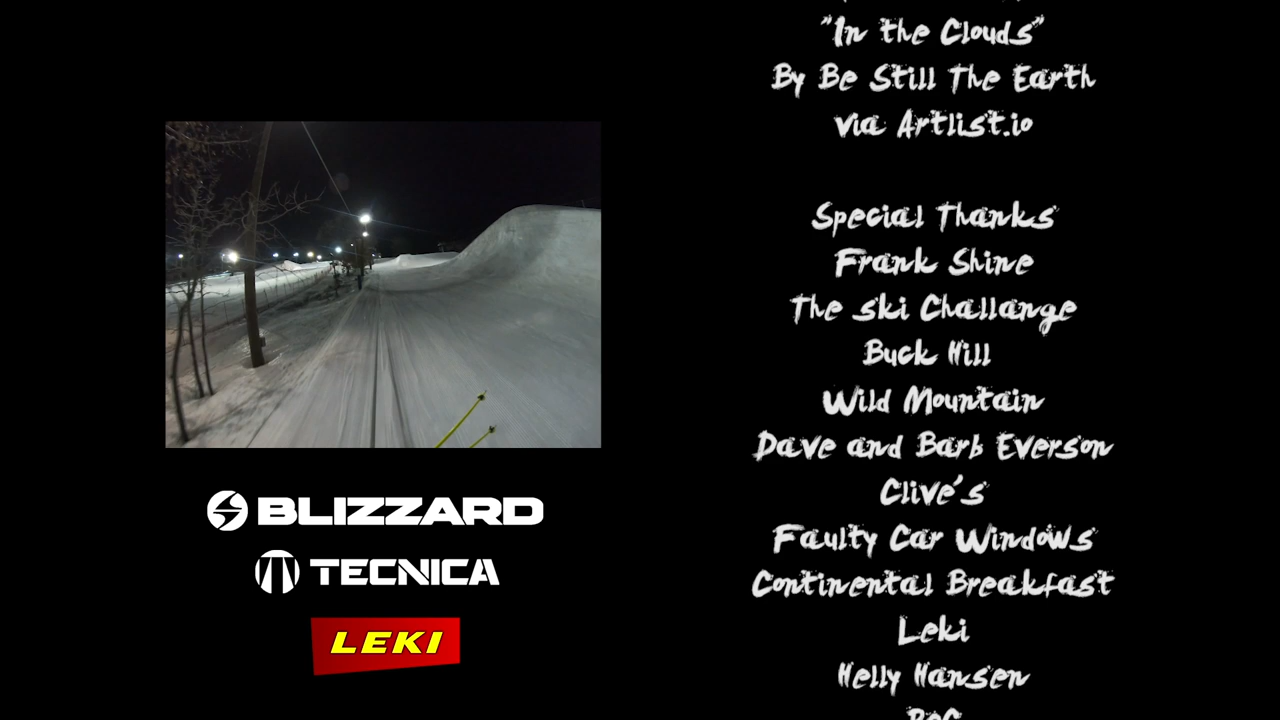 "In the Clouds"
By Be Still The Earth
via Artlist.io
Special Thanks
Frank Shine
The Ski Challange
Buck Hill
Wild Mountain
Dave and Barb Everson
Clive's
Faulty Car Windows
Continental Breakfast
Leki
Helly Hansen
BLIZZARD
TECNICA
LEKI